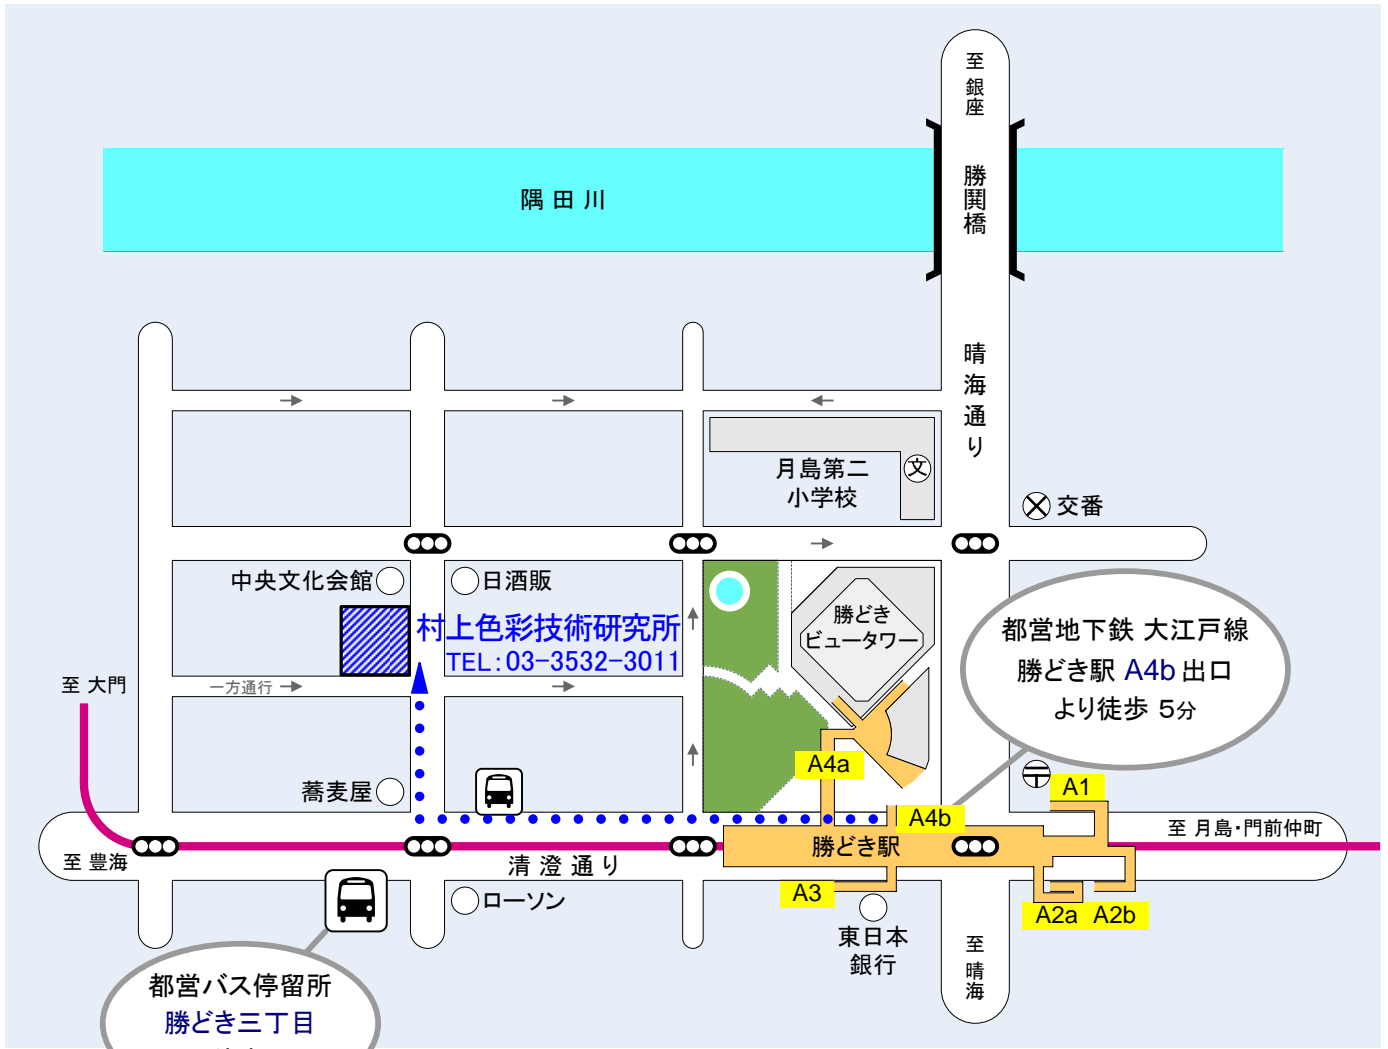 至 銀座
勝鬨橋
隅 田 川
晴海通り
月島第二
小学校
文
交番
中央文化会館
日酒販
村上色彩技術研究所
TEL：03-3532-3011
勝どき
ビュータワー
都営地下鉄 大江戸線
勝どき駅 A4b 出口
より徒歩 5分
至 大門
一方通行
A4a
蕎麦屋
A1
A4b
至 月島・門前仲町
勝どき駅
至 豊海
清 澄 通 り
A3
ローソン
A2a
A2b
東日本
銀行
至 晴海
都営バス停留所
勝どき三丁目